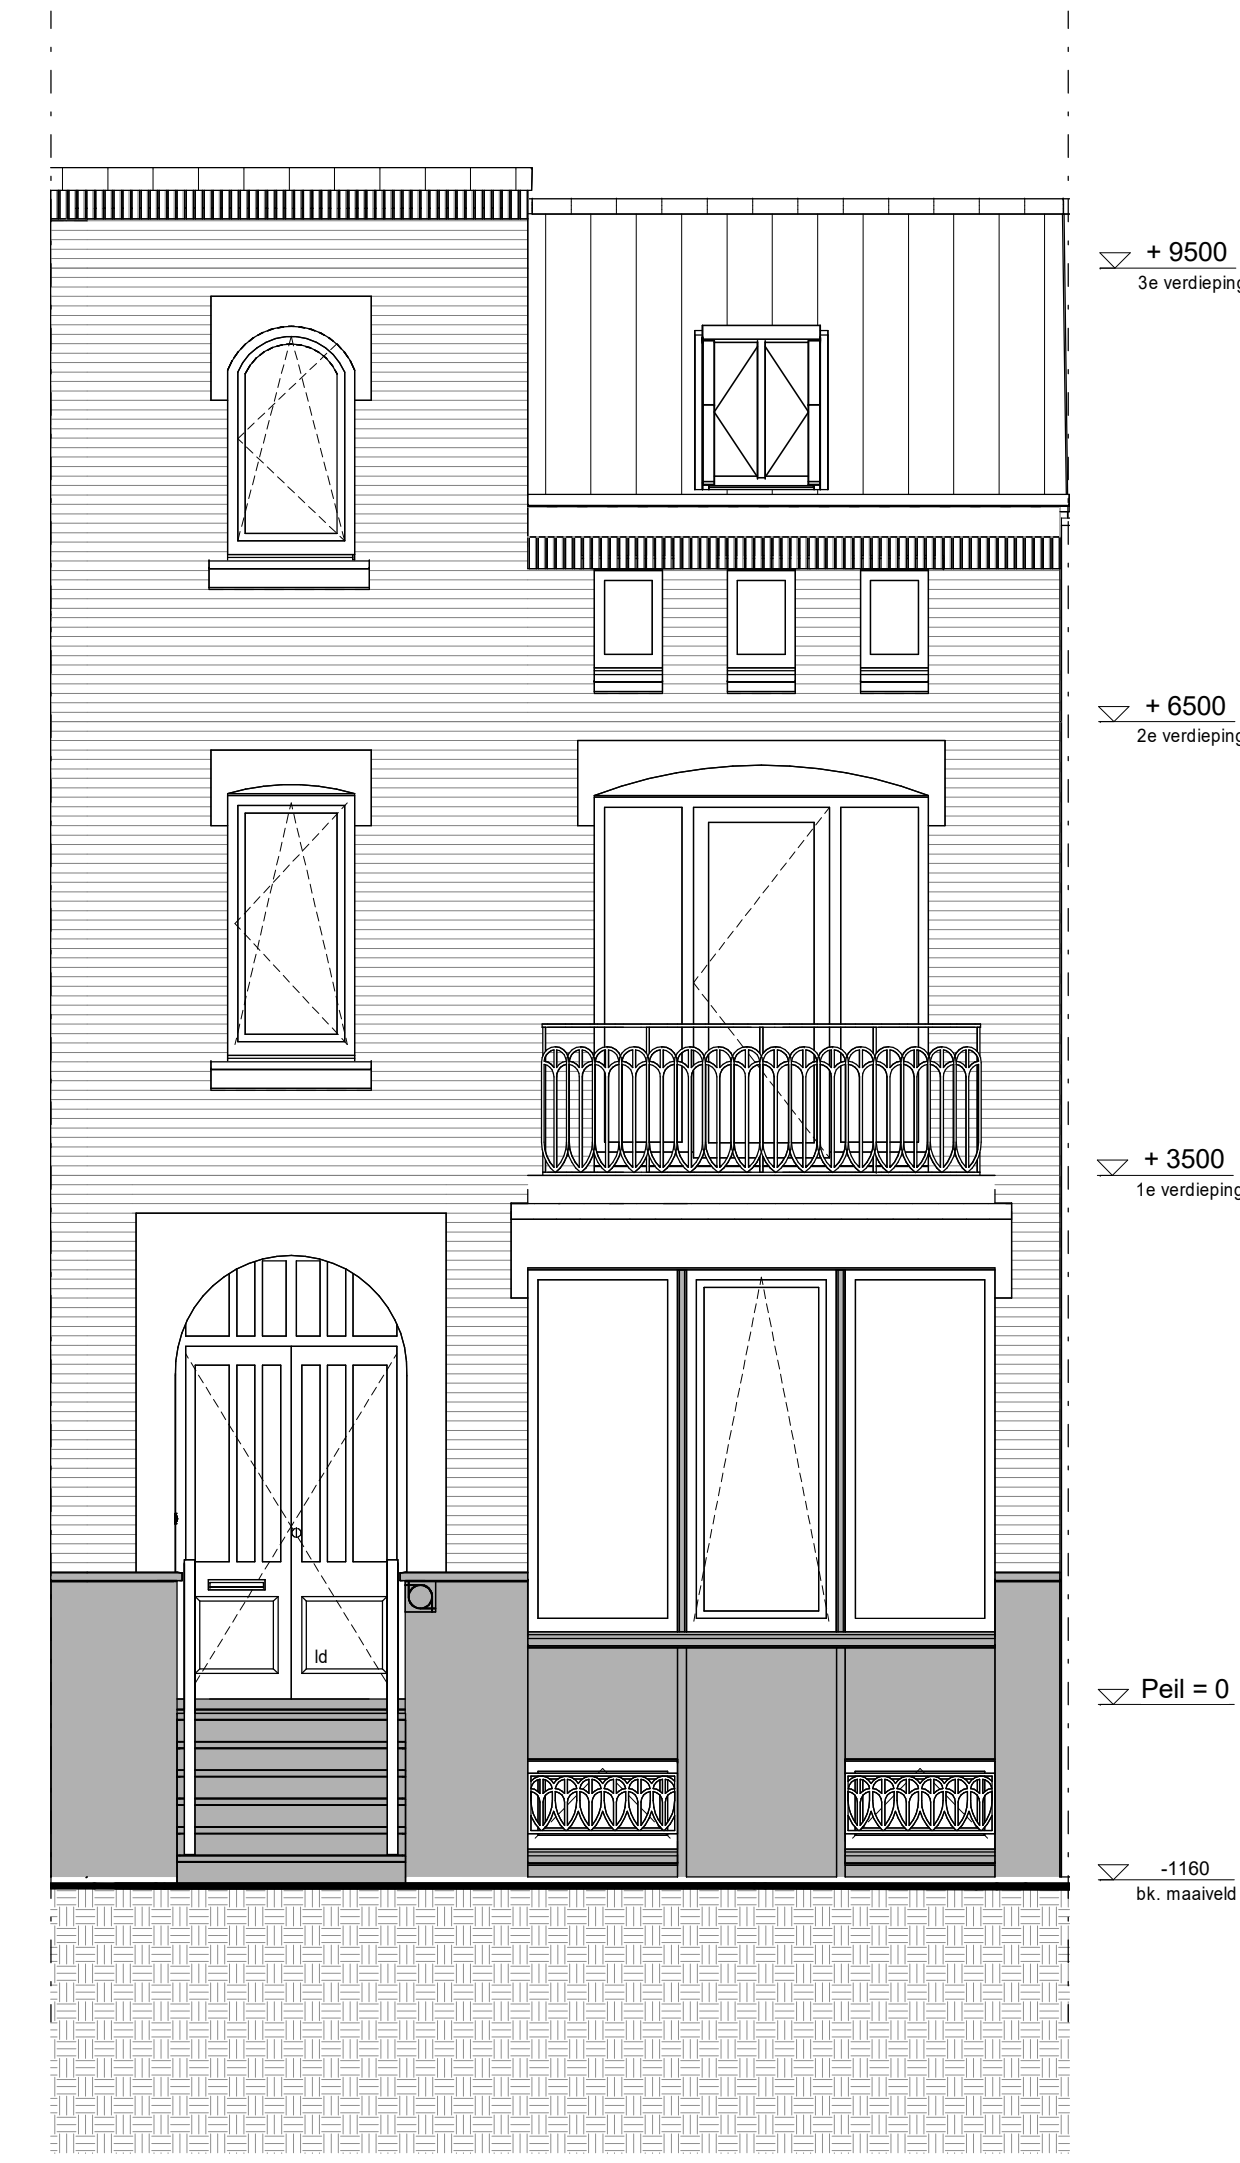 + 9500
3e verdieping
+ 6500
2e verdieping
+ 3500
1e verdieping
ld
Peil = 0
-1160
bk. maaiveld